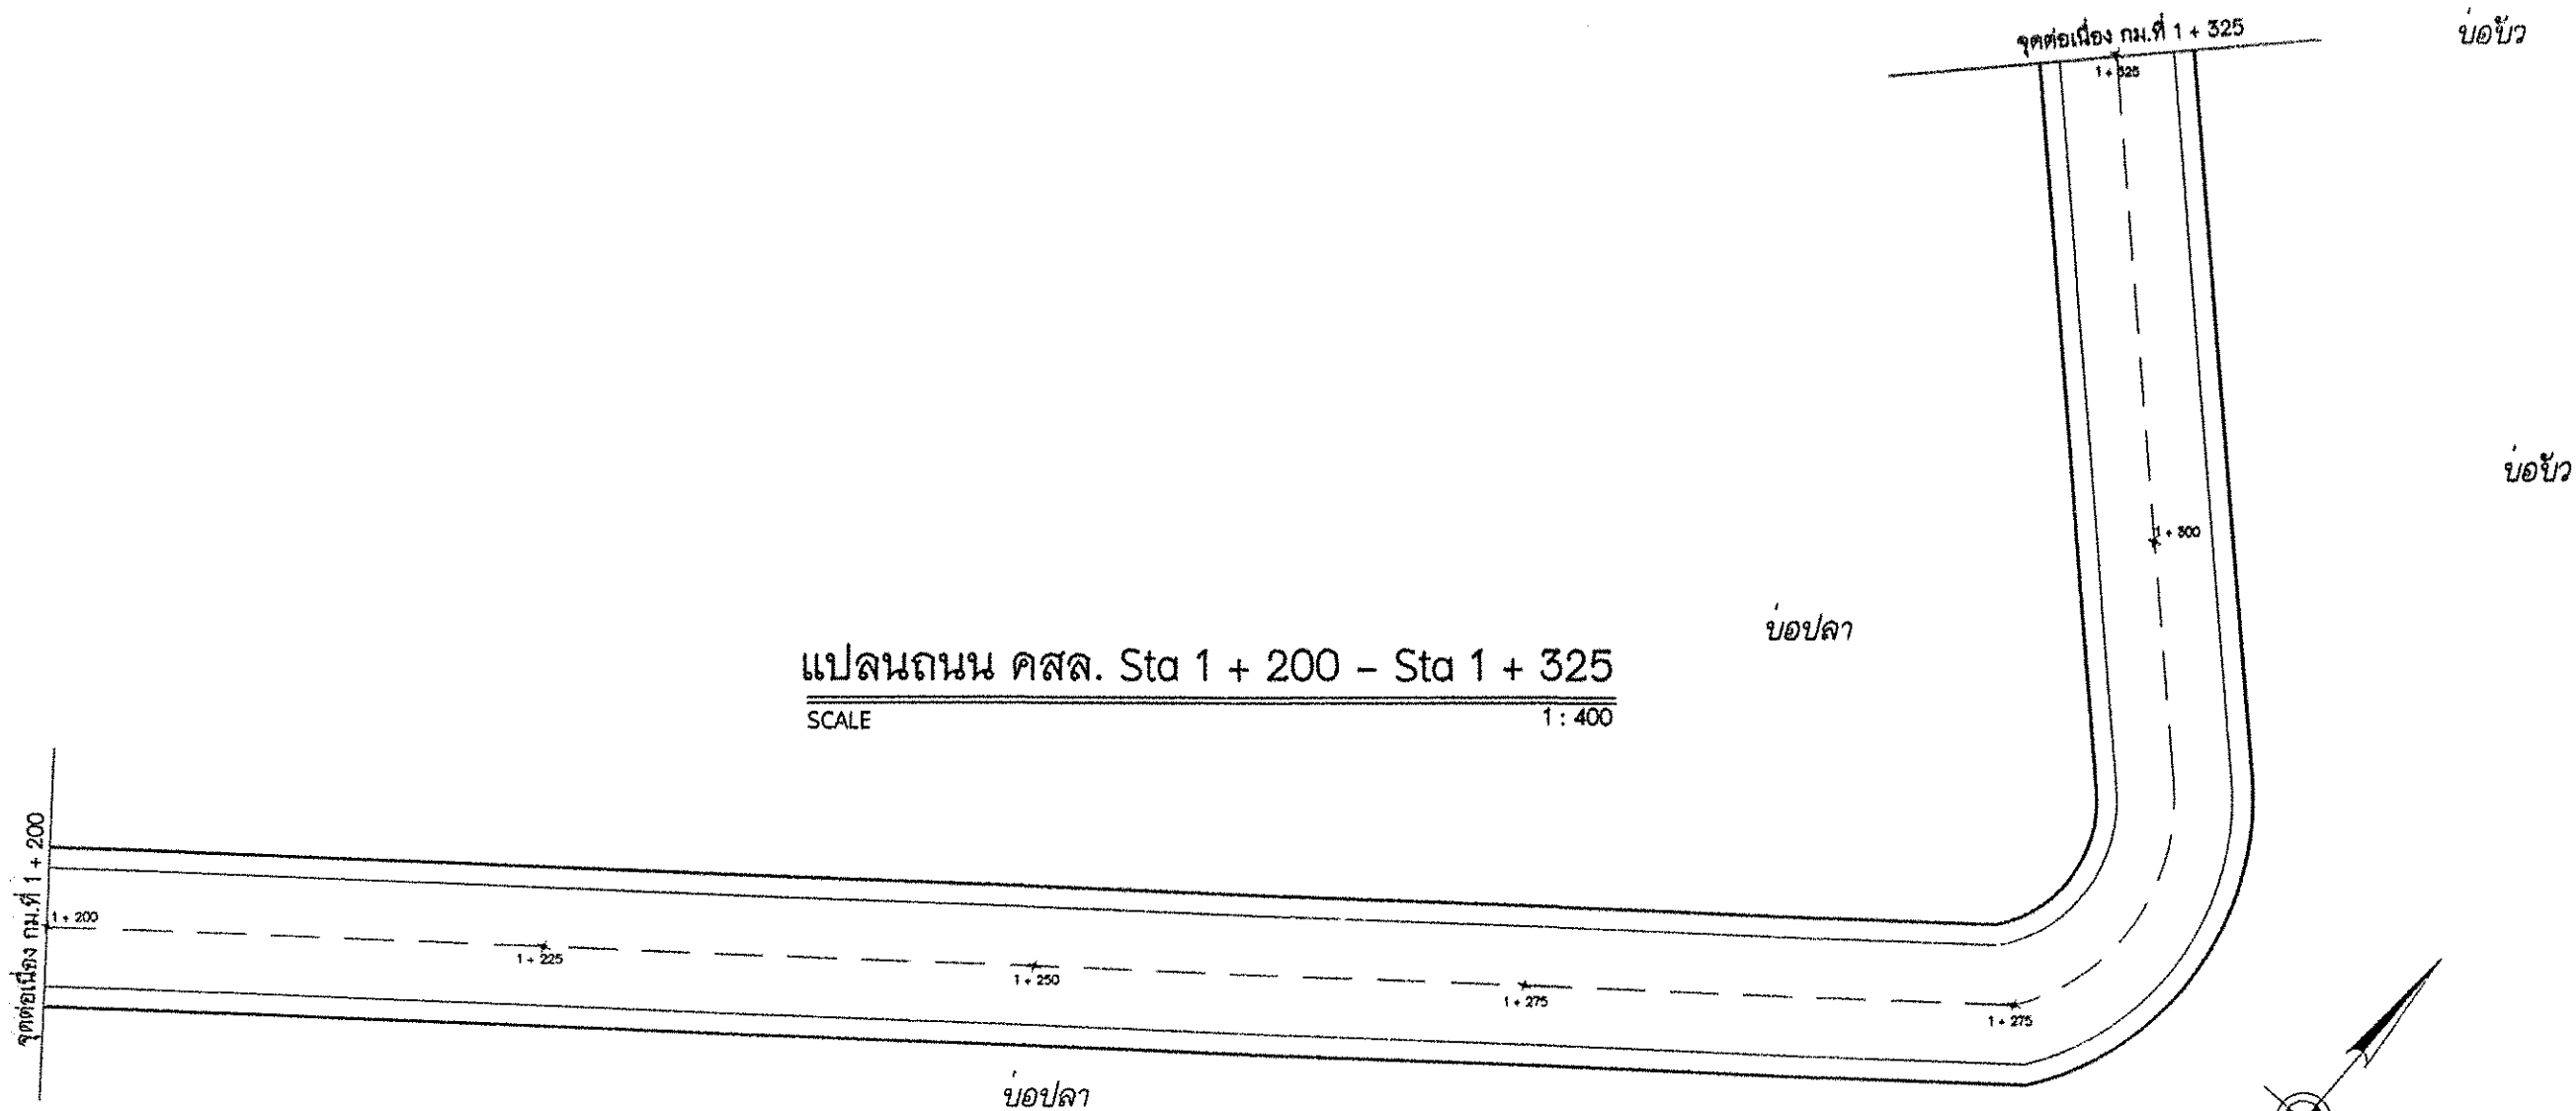 จุดต่อเนื่อง กม.ที่ 1 + 325
1 + 325
บ่อบัว
บ่อบัว
1 + 300
บ่อปลา
แปลนถนน คสล. Sta 1 + 200 – Sta 1 + 325
SCALE 1 : 400
จุดต่อเนื่อง กม.ที่ 1 + 200
1 + 200
1 + 225
1 + 250
1 + 275
1 + 275
บ่อปลา